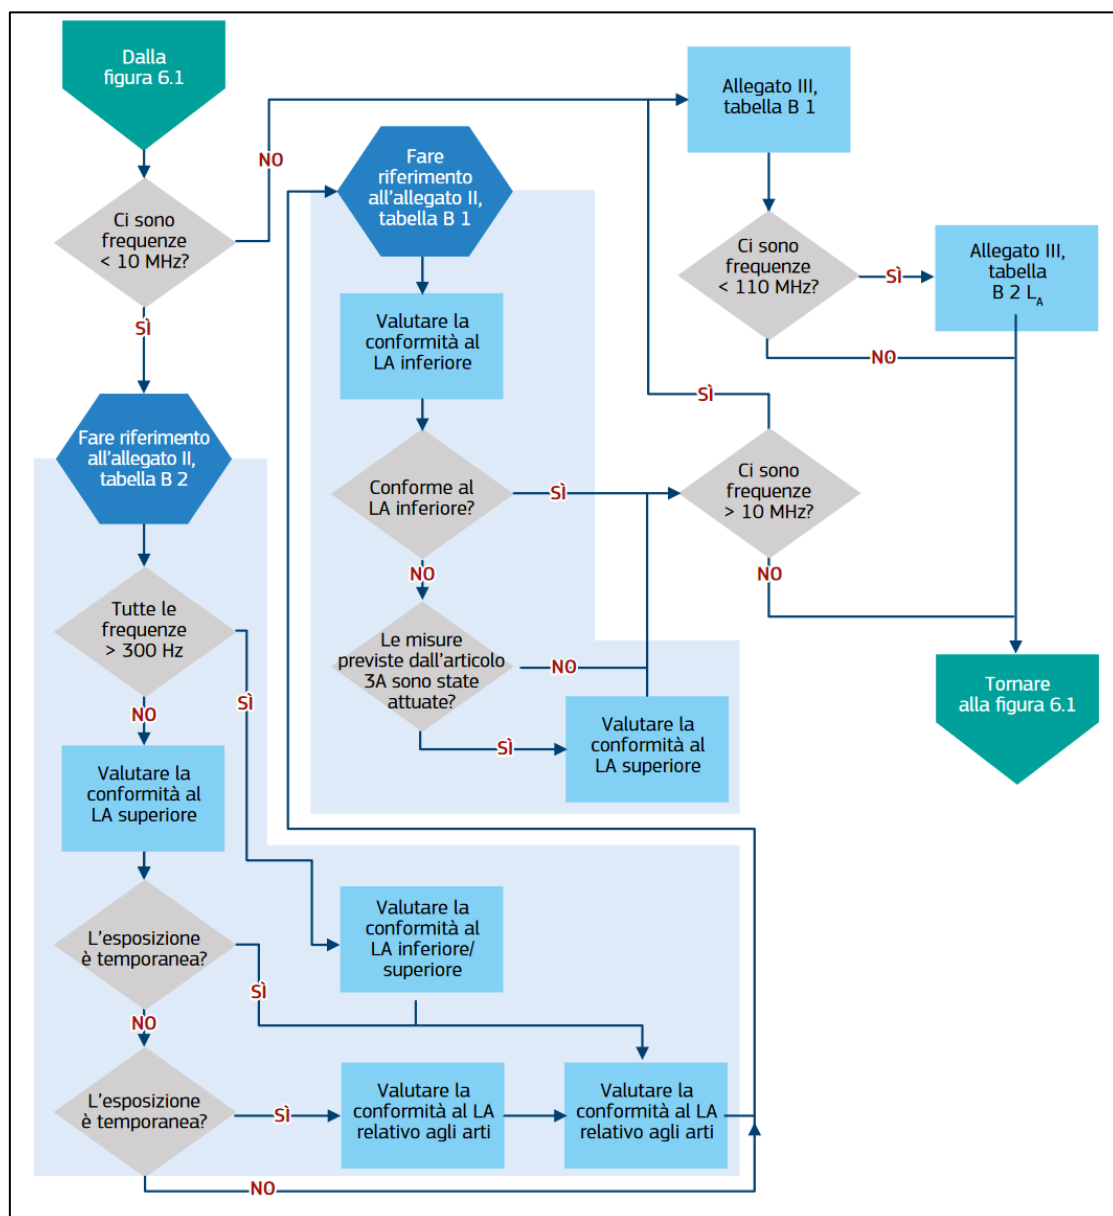 Dalla
figura 6.1
NO
Ci sono
frequenze
< 10 MHz?
SÌ
Fare riferimento
all'allegato II,
tabella B 2
Tutte le
frequenze
> 300 Hz
SÌ
NO
Valutare la
conformità al
LA superiore
L'esposizione
è temporanea?
SÌ
NO
L'esposizione
è temporanea?
SÌ
NO
Valutare la
conformità al
LA inferiore/
superiore
Valutare la
conformità al LA
relativo agli arti
Valutare la
conformità al LA
relativo agli arti
Fare
riferimento
all'allegato II,
tabella B 1
Valutare la
conformità al
LA inferiore
Conforme al
LA inferiore?
SÌ
NO
Le misure
previste dall'articolo
3A sono state
attuate?
NO
SÌ
Valutare la
conformità al
LA superiore
Allegato III,
tabella B 1
Ci sono
frequenze
< 110 MHz?
SÌ
NO
Allegato III,
tabella
B 2 LA
SÌ
Ci sono
frequenze
> 10 MHz?
NO
Tornare
alla figura 6.1